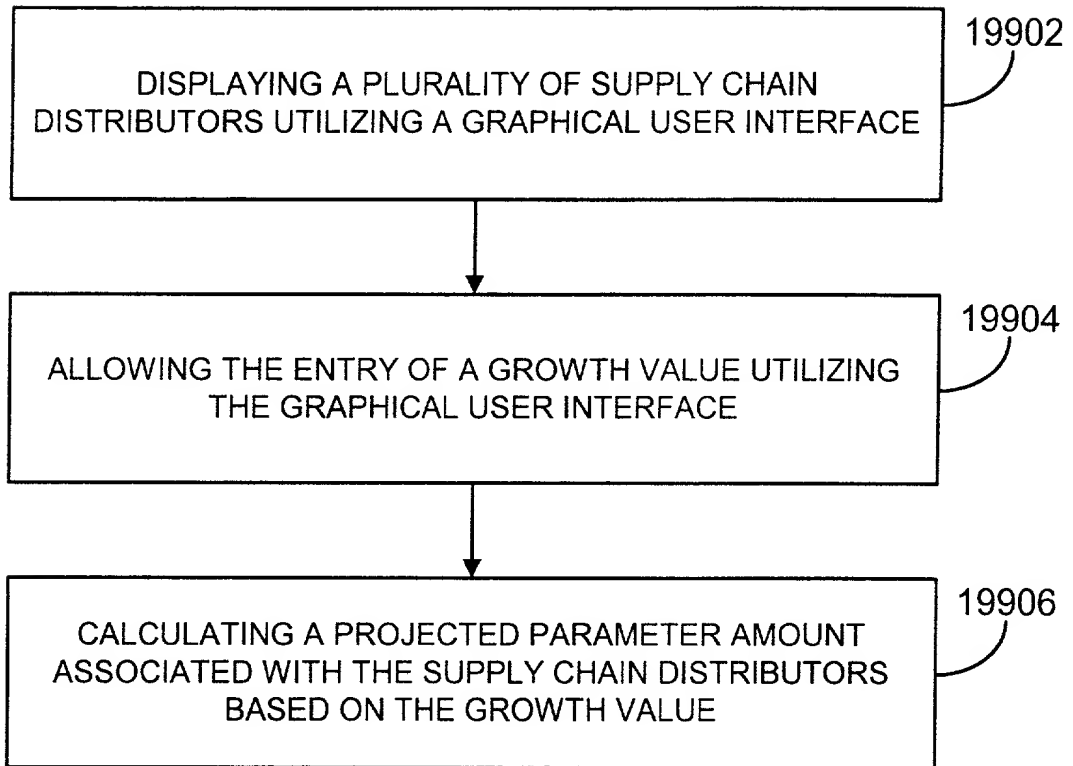 19902
DISPLAYING A PLURALITY OF SUPPLY CHAIN
DISTRIBUTORS UTILIZING A GRAPHICAL USER INTERFACE
19904
ALLOWING THE ENTRY OF A GROWTH VALUE UTILIZING
THE GRAPHICAL USER INTERFACE
19906
CALCULATING A PROJECTED PARAMETER AMOUNT
ASSOCIATED WITH THE SUPPLY CHAIN DISTRIBUTORS
BASED ON THE GROWTH VALUE